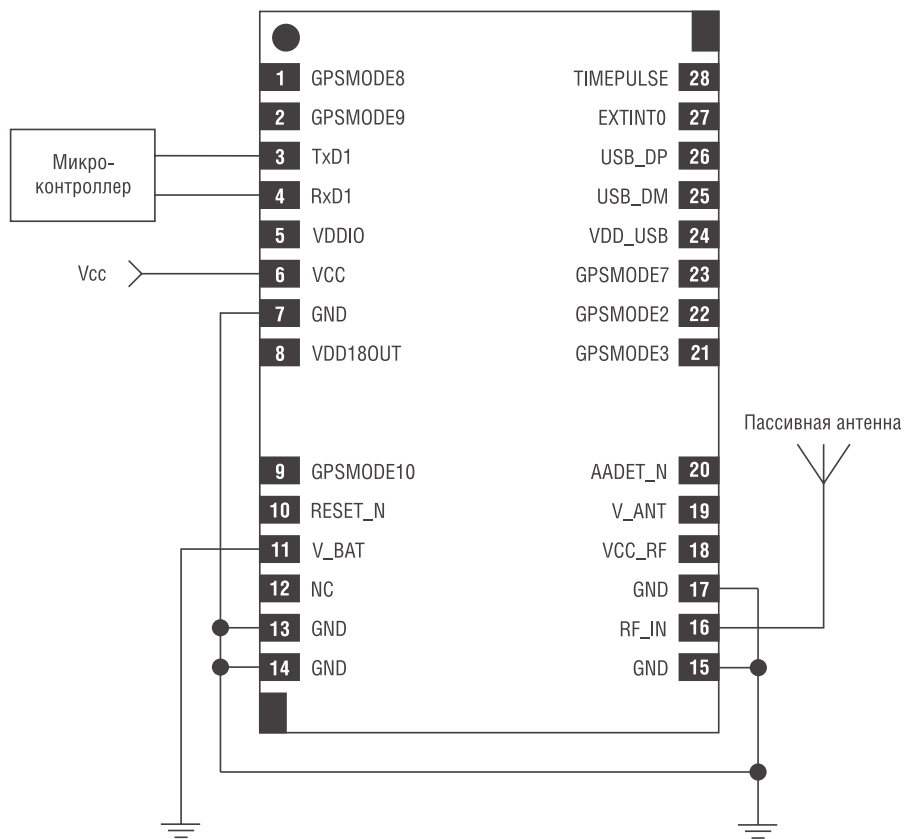 1 GPSMODE8
2 GPSMODE9
3 TxD1
4 RxD1
5 VDDIO
6 VCC
7 GND
8 VDD18OUT
9 GPSMODE10
10 RESET_N
11 V_BAT
12 NC
13 GND
14 GND
TIMEPULSE 28
EXTINT0 27
USB_DP 26
USB_DM 25
VDD_USB 24
GPSMODE7 23
GPSMODE2 22
GPSMODE3 21
AADET_N 20
V_ANT 19
VCC_RF 18
GND 17
RF_IN 16
GND 15
Микро-
контроллер
Vcc
Пассивная антенна